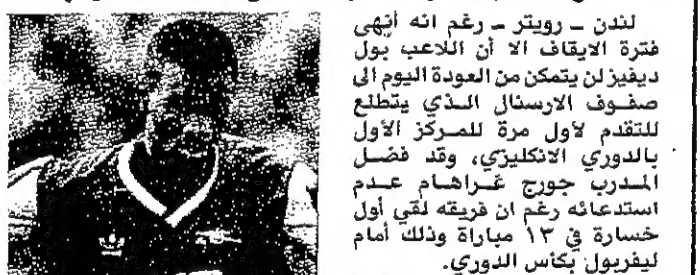 لندن ــ رويتر ــ رغم انه أنهى
فترة الايقاف الا أن اللاعب بول
ديفيز لن يتمكن من العودة اليوم الى
صفوف الارسنال الذي يتطلع
للتقدم لأول مرة للمركز الأول
بالدوري الانكليزي، وقد فضل
المدرب جورج غراهام عدم
استدعائه رغم ان فريقه لقي أول
خسارة في ١٣ مباراة وذلك أمام
ليفربول بكأس الدوري.